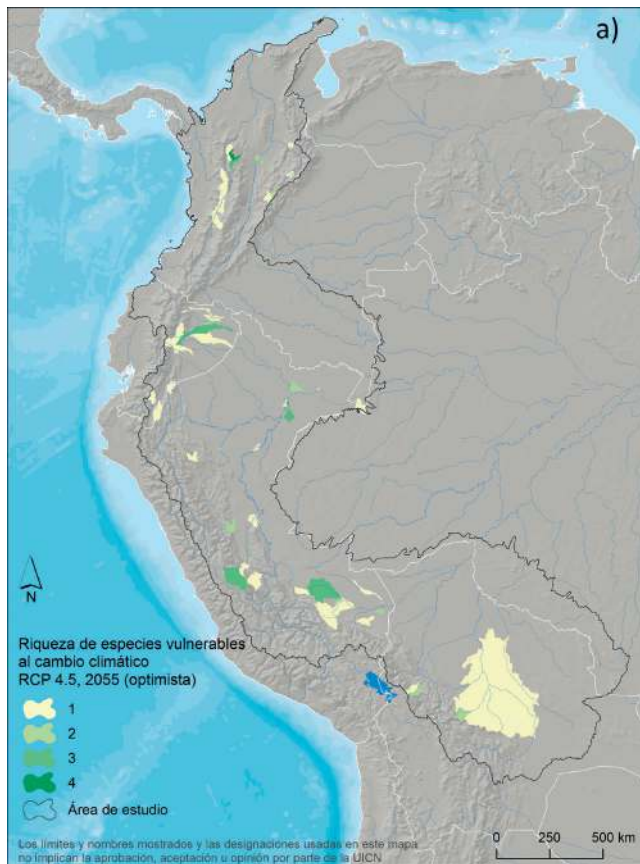 a)
N
Riqueza de especies vulnerables
al cambio climático
RCP 4.5, 2055 (optimista)
1
2
3
4
Área de estudio
Los límites y nombres mostrados y las designaciones usadas en este mapa
no implican la aprobación, aceptación u opinión por parte de la UICN
0 250 500 km